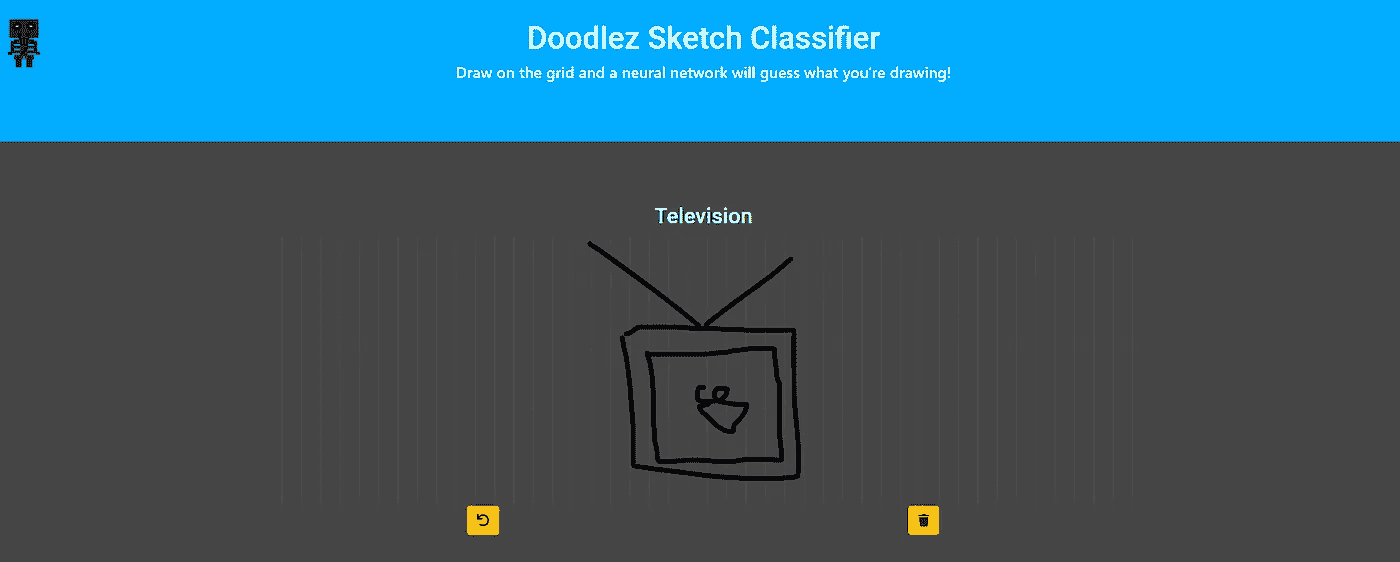 Doodlez Sketch Classifier
Draw on the grid and a neural network will guess what you're drawing!
Television